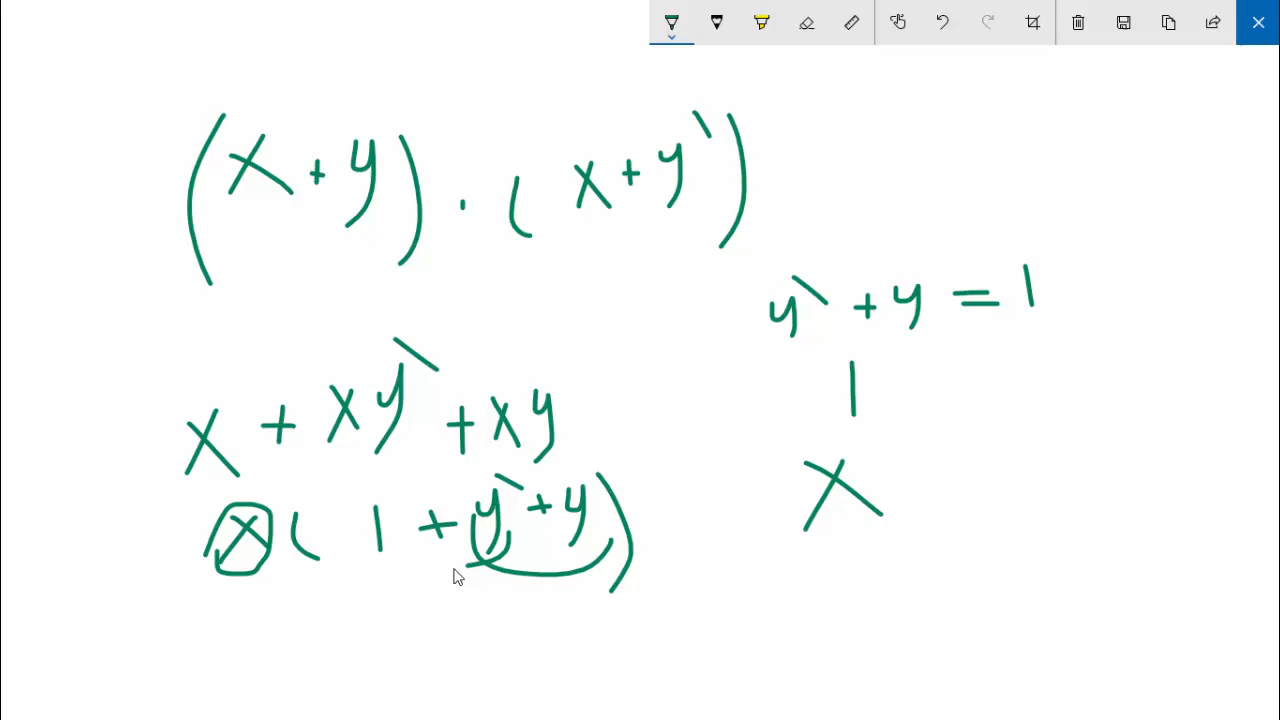 (x + y) . ( x + y`)
y` + y = 1
1
x + xy` + xy
x
x ( 1 + y` + y)